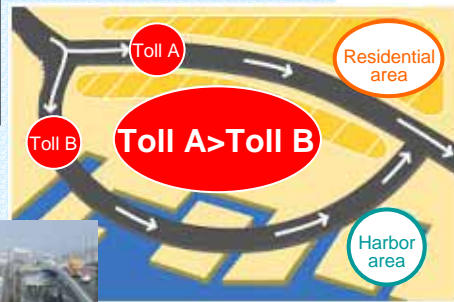 Toll A
Residential
area
Toll A>Toll B
Toll B
Harbor
area